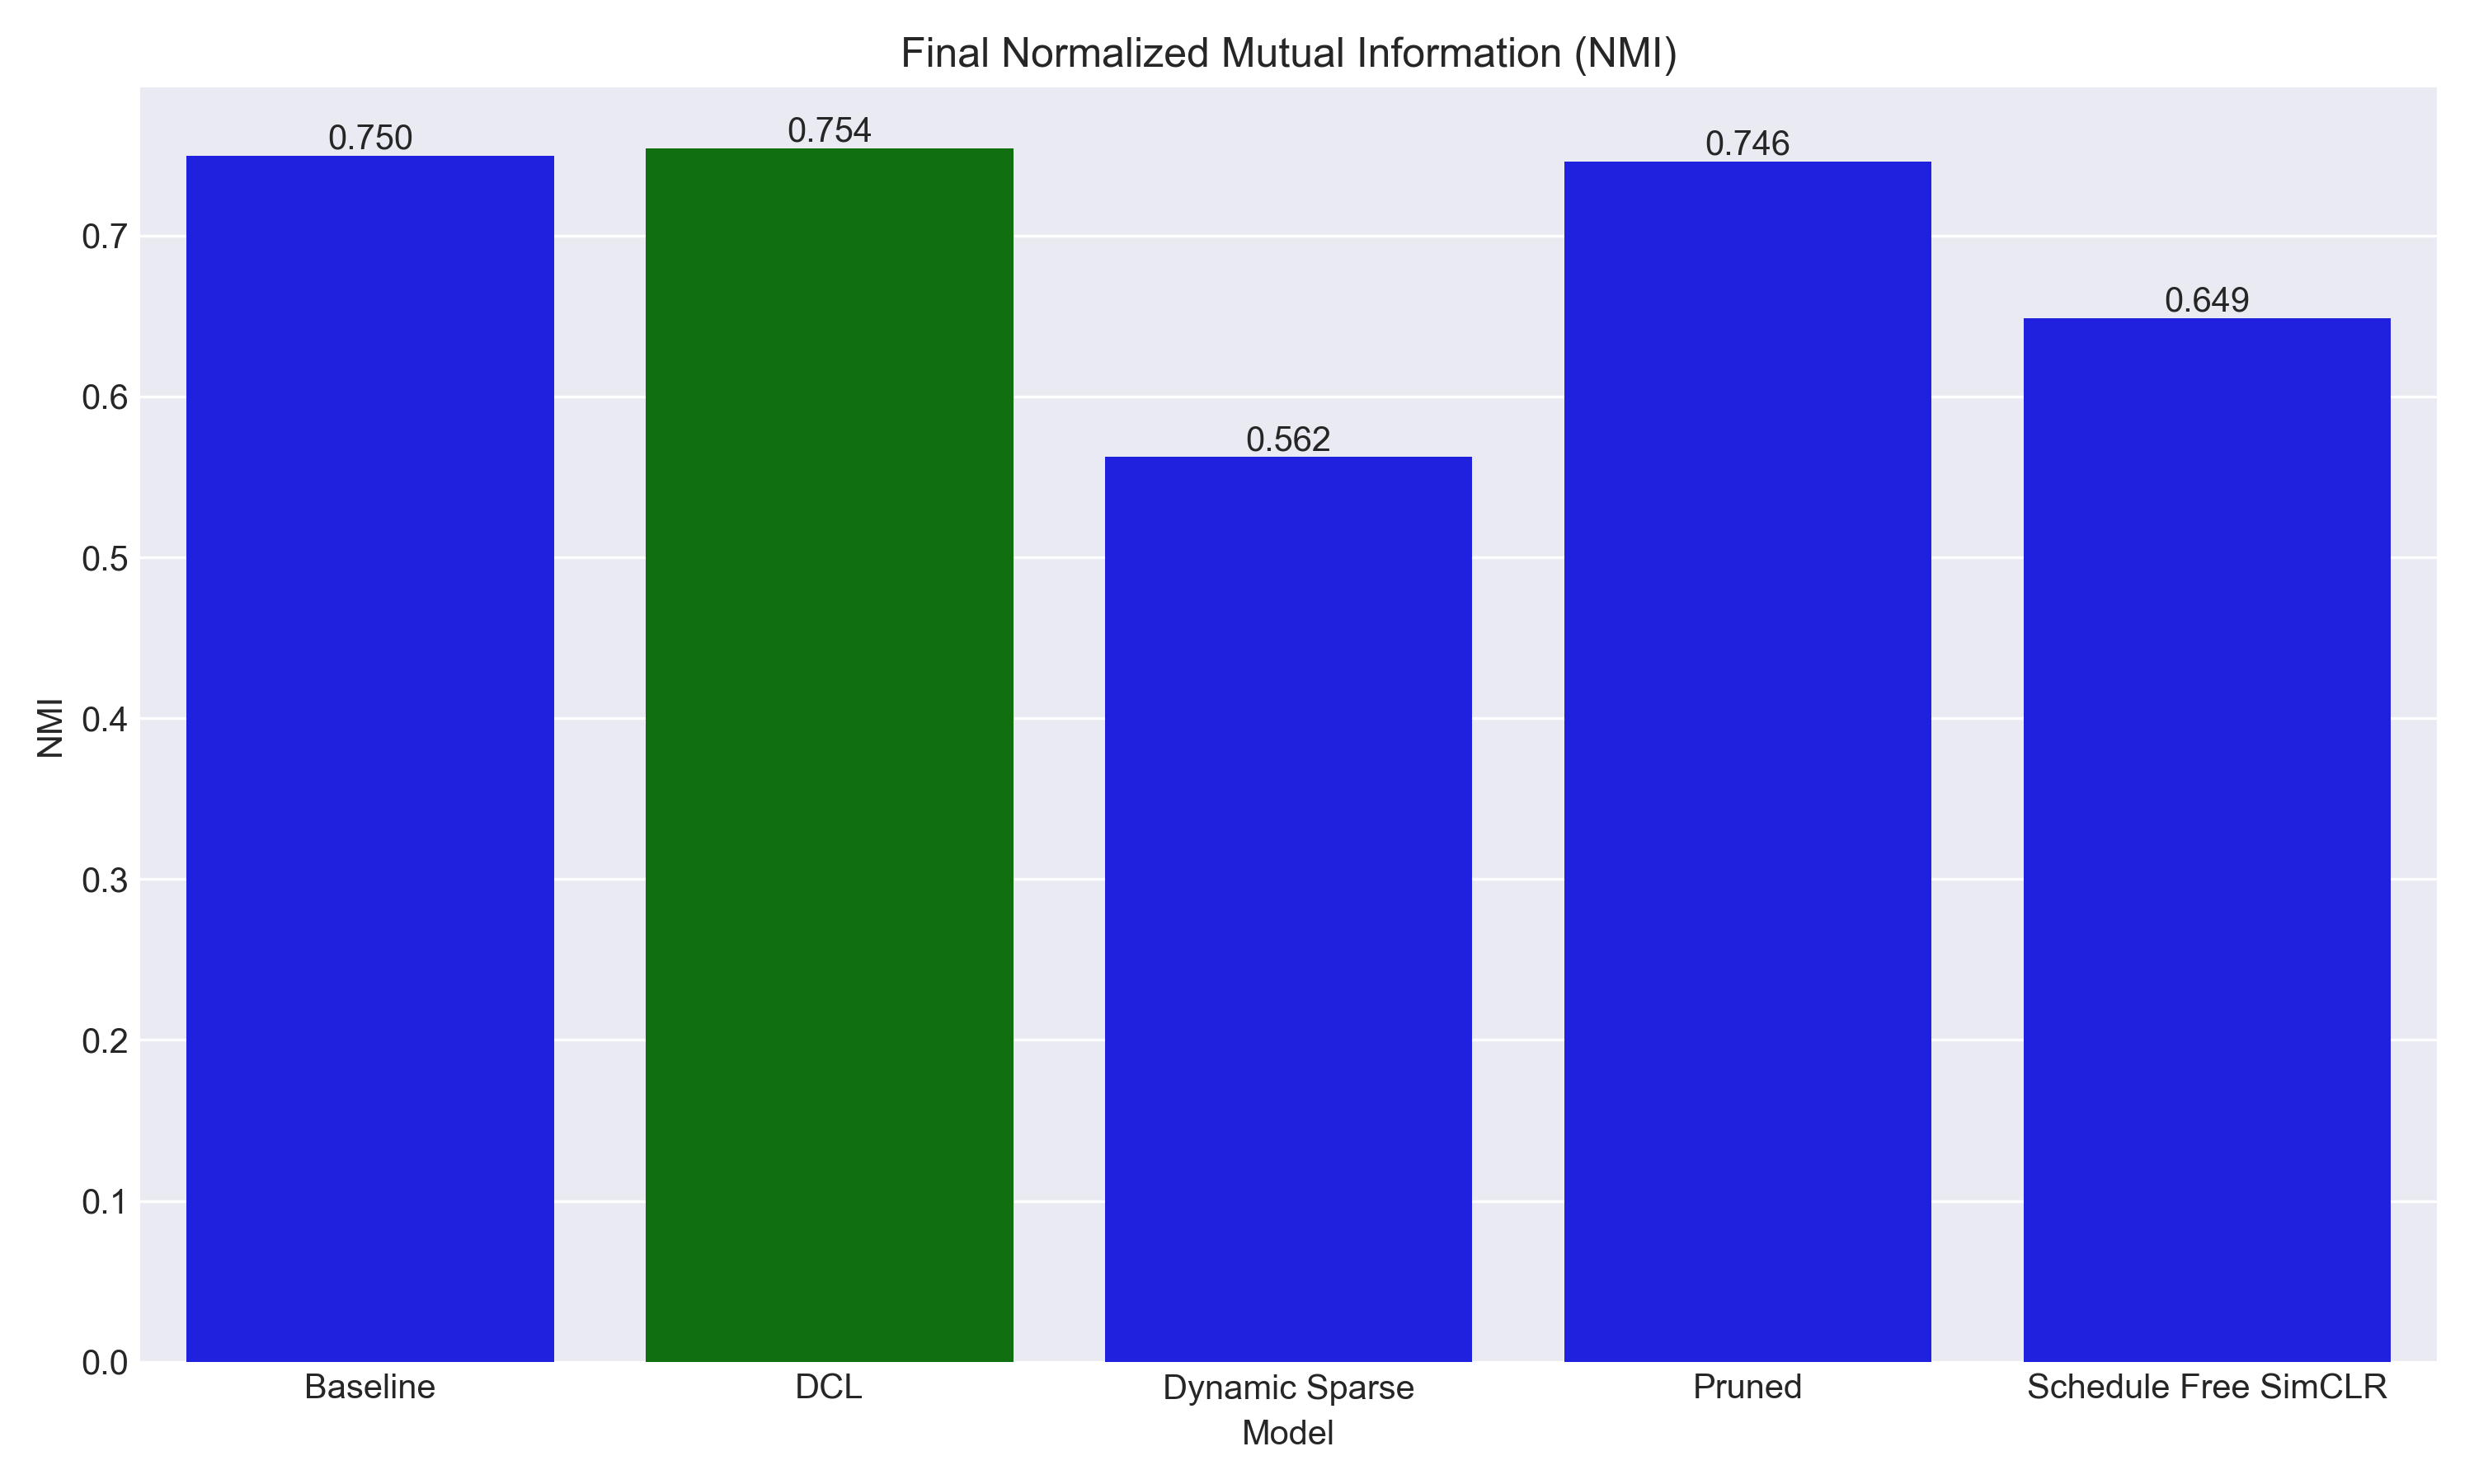 Final Normalized Mutual Information (NMI)
0.750
0.754
0.562
0.746
0.649
NMI
0.7
0.6
0.5
0.4
0.3
0.2
0.1
0.0
Baseline
DCL
Dynamic Sparse
Pruned
Schedule Free SimCLR
Model